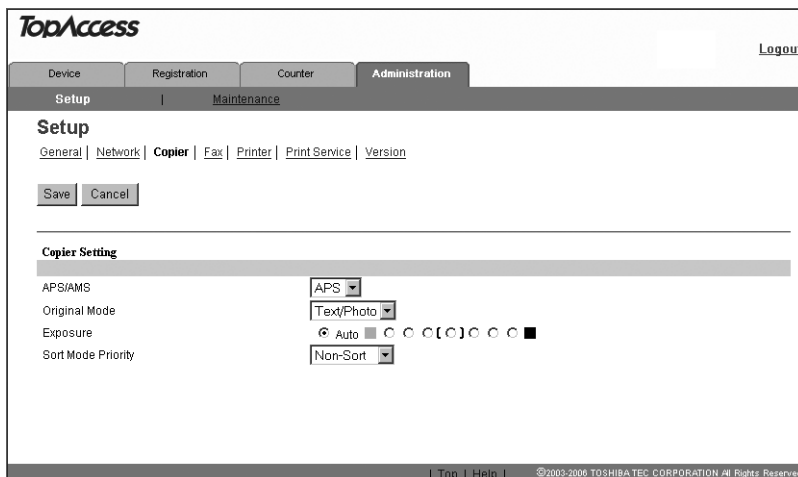 TopAccess
Logout
Device Registration Counter Administration
Setup | Maintenance
Setup
General | Network | Copier | Fax | Printer | Print Service | Version
Save Cancel
Copier Setting
APS/AMS APS
Original Mode Text/Photo
Exposure Auto ( )
Sort Mode Priority Non-Sort
| Top | Help | ©2003-2006 TOSHIBA TEC CORPORATION All Rights Reserved